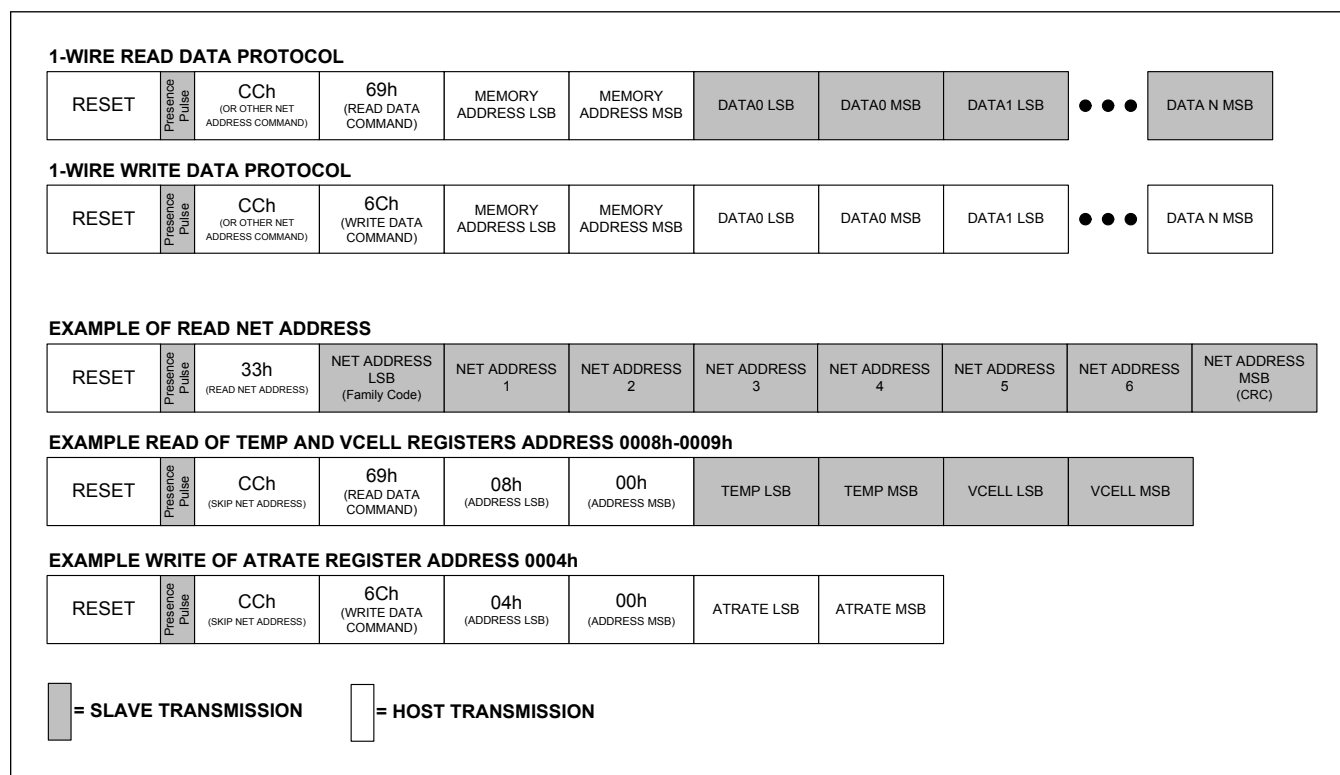 1-WIRE READ DATA PROTOCOL
RESET
Presence
Pulse
CCh
(OR OTHER NET
ADDRESS COMMAND)
69h
(READ DATA
COMMAND)
MEMORY
ADDRESS LSB
MEMORY
ADDRESS MSB
DATA0 LSB
DATA0 MSB
DATA1 LSB
DATA N MSB
1-WIRE WRITE DATA PROTOCOL
RESET
Presence
Pulse
CCh
(OR OTHER NET
ADDRESS COMMAND)
6Ch
(WRITE DATA
COMMAND)
MEMORY
ADDRESS LSB
MEMORY
ADDRESS MSB
DATA0 LSB
DATA0 MSB
DATA1 LSB
DATA N MSB
EXAMPLE OF READ NET ADDRESS
RESET
Presence
Pulse
33h
(READ NET ADDRESS)
NET ADDRESS
LSB
(Family Code)
NET ADDRESS
1
NET ADDRESS
2
NET ADDRESS
3
NET ADDRESS
4
NET ADDRESS
5
NET ADDRESS
6
NET ADDRESS
MSB
(CRC)
EXAMPLE READ OF TEMP AND VCELL REGISTERS ADDRESS 0008h-0009h
RESET
Presence
Pulse
CCh
(SKIP NET ADDRESS)
69h
(READ DATA
COMMAND)
08h
(ADDRESS LSB)
00h
(ADDRESS MSB)
TEMP LSB
TEMP MSB
VCELL LSB
VCELL MSB
EXAMPLE WRITE OF ATRATE REGISTER ADDRESS 0004h
RESET
Presence
Pulse
CCh
(SKIP NET ADDRESS)
6Ch
(WRITE DATA
COMMAND)
04h
(ADDRESS LSB)
00h
(ADDRESS MSB)
ATRATE LSB
ATRATE MSB
= SLAVE TRANSMISSION
= HOST TRANSMISSION